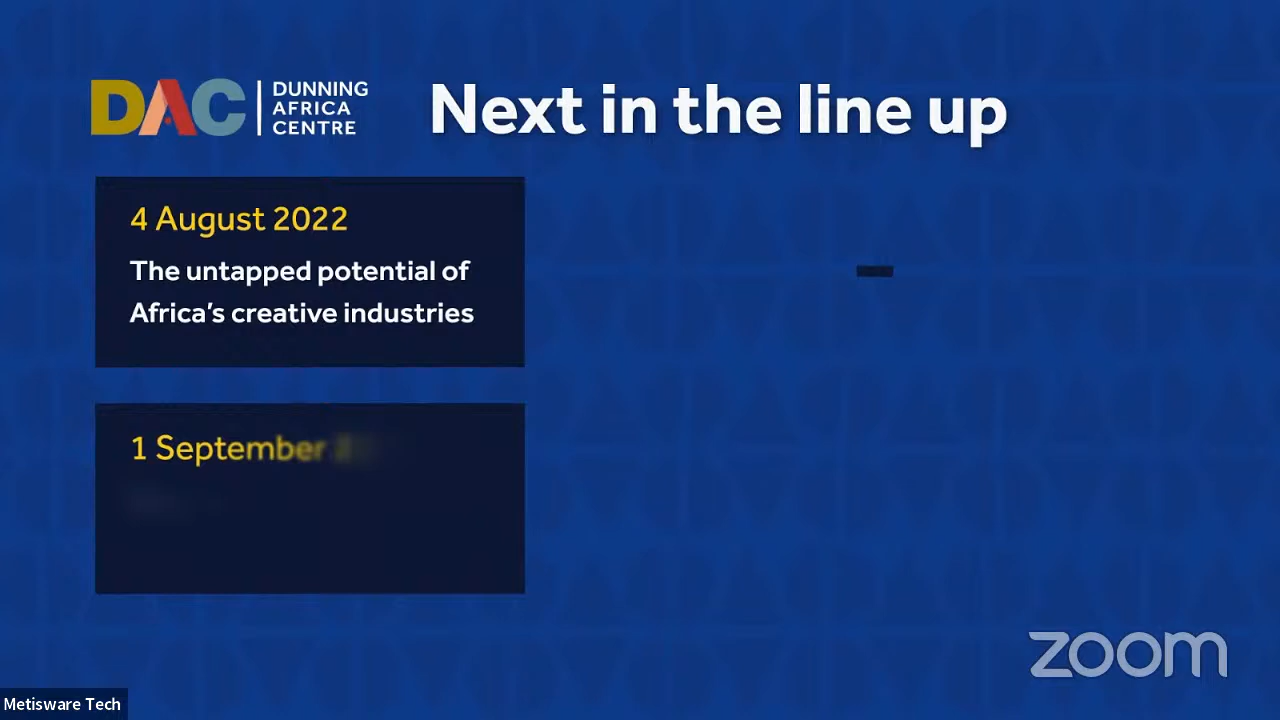 DAC
DUNNING
AFRICA
CENTRE
Next in the line up
4 August 2022
The untapped potential of
Africa's creative industries
1 September
zoom
Metisware Tech